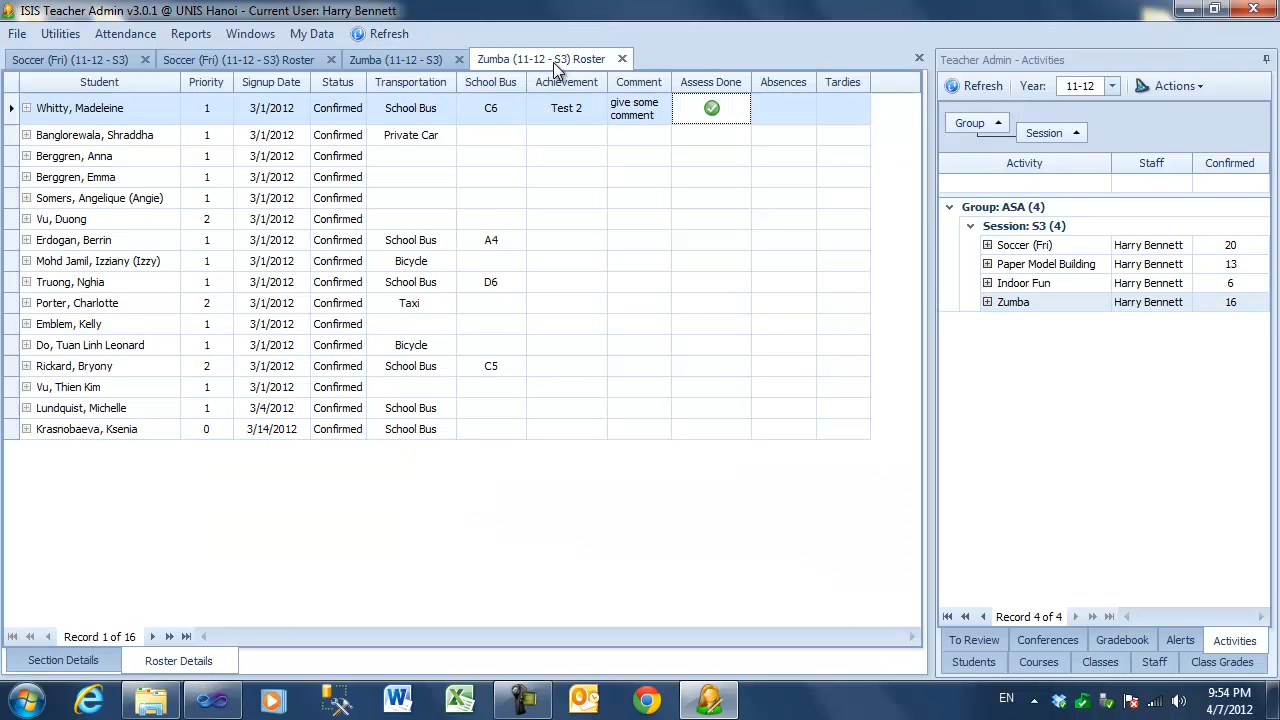 ISIS Teacher Admin v3.0.1 @ UNIS Hanoi - Current User: Harry Bennett
File Utilities Attendance Reports Windows My Data Refresh
Soccer (Fri) (11-12 - S3) Soccer (Fri) (11-12 - S3) Roster Zumba (11-12 - S3) Zumba (11-12 - S3) Roster
Student Priority Signup Date Status Transportation School Bus Achievement Comment Assess Done Absences Tardies
Whitty, Madeleine 1 3/1/2012 Confirmed School Bus C6 Test 2 give some
comment
Banglorewala, Shraddha 1 3/1/2012 Confirmed Private Car
Berggren, Anna 1 3/1/2012 Confirmed
Berggren, Emma 1 3/1/2012 Confirmed
Somers, Angelique (Angie) 1 3/1/2012 Confirmed
Vu, Duong 2 3/1/2012 Confirmed
Erdogan, Berrin 1 3/1/2012 Confirmed School Bus A4
Mohd Jamil, Izziany (Izzy) 1 3/1/2012 Confirmed Bicycle
Truong, Nghia 1 3/1/2012 Confirmed School Bus D6
Porter, Charlotte 2 3/1/2012 Confirmed Taxi
Emblem, Kelly 1 3/1/2012 Confirmed
Do, Tuan Linh Leonard 1 3/1/2012 Confirmed Bicycle
Rickard, Bryony 2 3/1/2012 Confirmed School Bus C5
Vu, Thien Kim 1 3/1/2012 Confirmed
Lundquist, Michelle 1 3/4/2012 Confirmed School Bus
Krasnobaeva, Ksenia 0 3/14/2012 Confirmed School Bus
Record 1 of 16
Section Details Roster Details
Teacher Admin - Activities
Refresh Year: 11-12 Actions
Group
Session
Activity Staff Confirmed
Group: ASA (4)
Session: S3 (4)
Soccer (Fri) Harry Bennett 20
Paper Model Building Harry Bennett 13
Indoor Fun Harry Bennett 6
Zumba Harry Bennett 16
Record 4 of 4
To Review Conferences Gradebook Alerts Activities
Students Courses Classes Staff Class Grades
EN
9:54 PM
4/7/2012